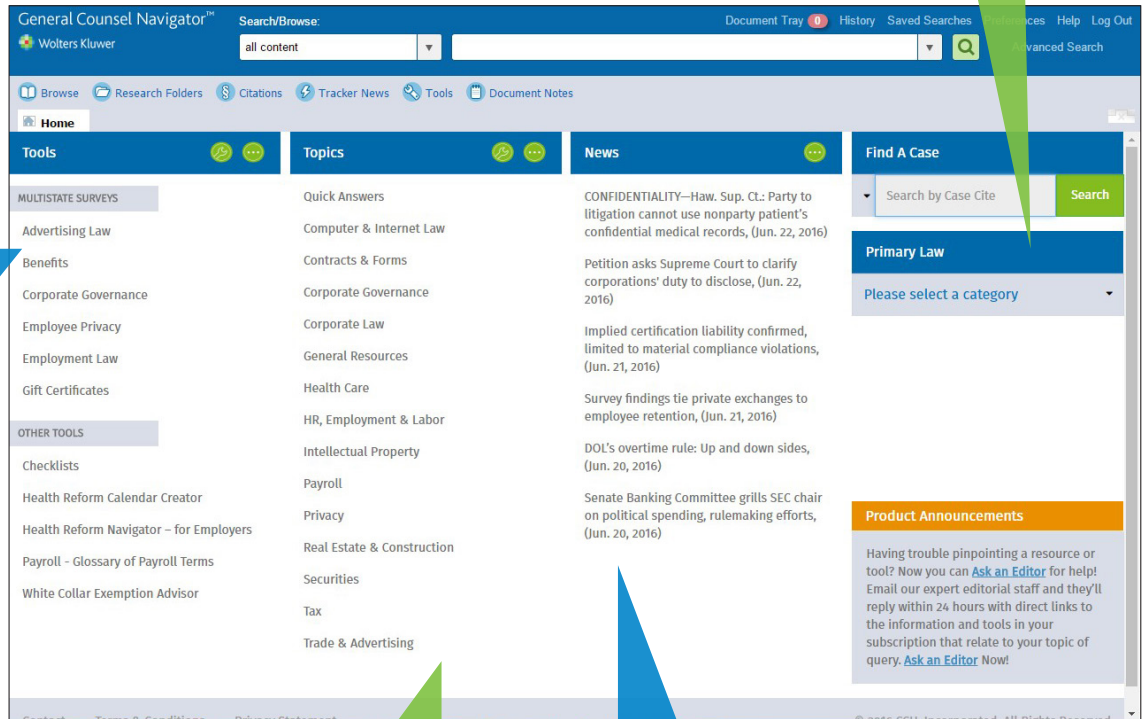 General Counsel Navigator™
Wolters Kluwer
Search/Browse:
all content
Document Tray 0 History Saved Searches Preferences Help Log Out
Advanced Search
Browse Research Folders Citations Tracker News Tools Document Notes
Home
Tools
MULTISTATE SURVEYS
Advertising Law
Benefits
Corporate Governance
Employee Privacy
Employment Law
Gift Certificates
OTHER TOOLS
Checklists
Health Reform Calendar Creator
Health Reform Navigator – for Employers
Payroll - Glossary of Payroll Terms
White Collar Exemption Advisor
Topics
Quick Answers
Computer & Internet Law
Contracts & Forms
Corporate Governance
Corporate Law
General Resources
Health Care
HR, Employment & Labor
Intellectual Property
Payroll
Privacy
Real Estate & Construction
Securities
Tax
Trade & Advertising
News
CONFIDENTIALITY—Haw. Sup. Ct.: Party to
litigation cannot use nonparty patient's
confidential medical records, (Jun. 22, 2016)
Petition asks Supreme Court to clarify
corporations' duty to disclose, (Jun. 22,
2016)
Implied certification liability confirmed,
limited to material compliance violations,
(Jun. 21, 2016)
Survey findings tie private exchanges to
employee retention, (Jun. 21, 2016)
DOL's overtime rule: Up and down sides,
(Jun. 20, 2016)
Senate Banking Committee grills SEC chair
on political spending, rulemaking efforts,
(Jun. 20, 2016)
Find A Case
Search by Case Cite Search
Primary Law
Please select a category
Product Announcements
Having trouble pinpointing a resource or
tool? Now you can Ask an Editor for help!
Email our expert editorial staff and they'll
reply within 24 hours with direct links to
the information and tools in your
subscription that relate to your topic of
query. Ask an Editor Now!
Contact Terms & Conditions Privacy Statement
© 2016 CCH, Incorporated. All Rights Reserved